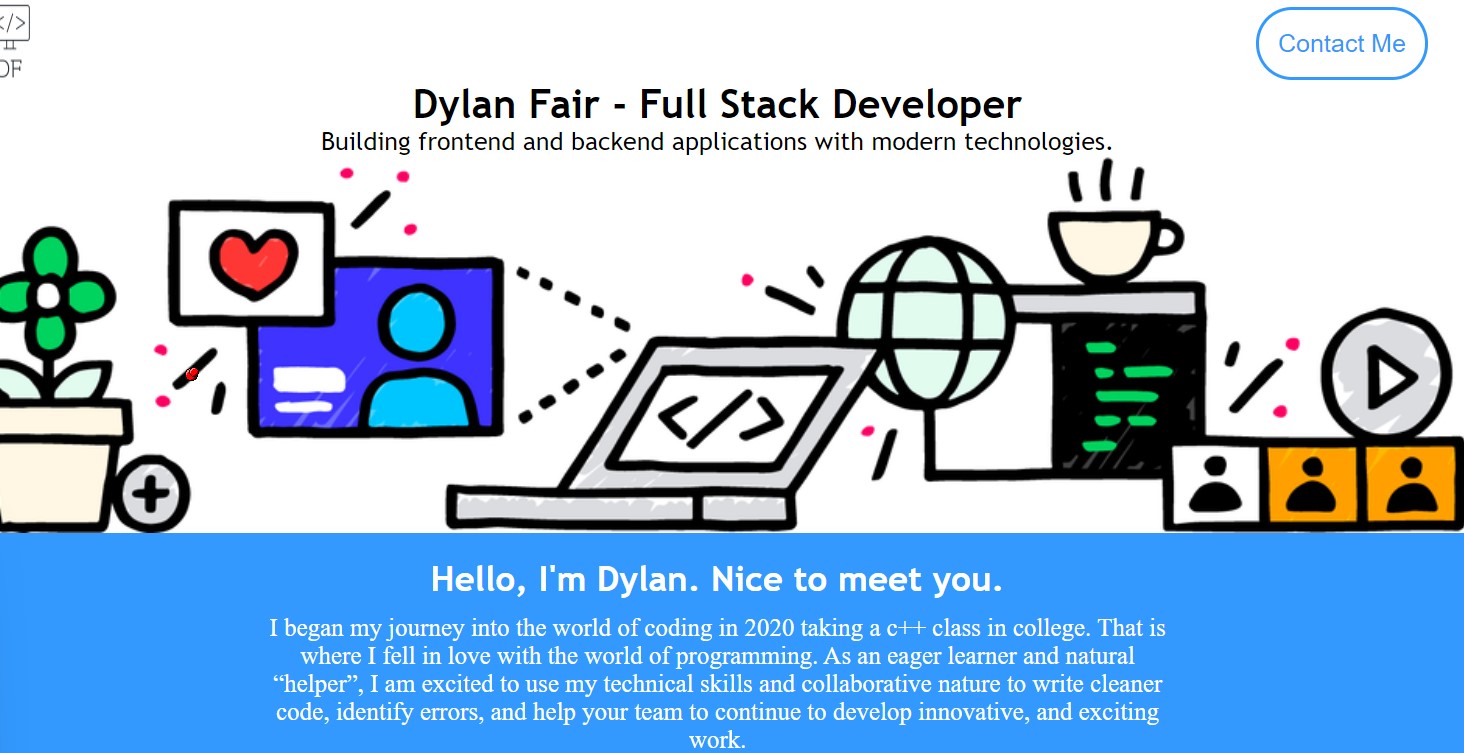 </>
DF
Contact Me
Dylan Fair - Full Stack Developer
Building frontend and backend applications with modern technologies.
</>
Hello, I'm Dylan. Nice to meet you.
I began my journey into the world of coding in 2020 taking a c++ class in college. That is
where I fell in love with the world of programming. As an eager learner and natural
“helper”, I am excited to use my technical skills and collaborative nature to write cleaner
code, identify errors, and help your team to continue to develop innovative, and exciting
work.